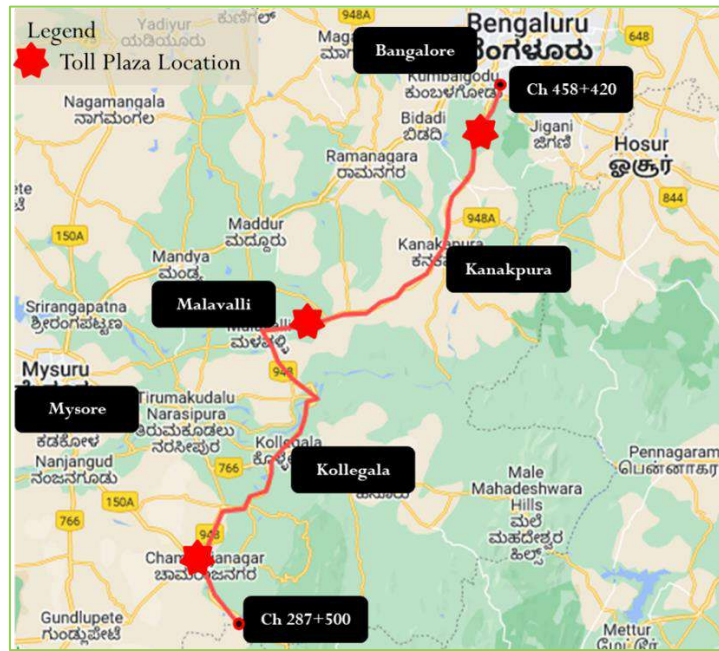 Legend
Toll Plaza Location
Yadiyur
ಯಡಿಯೂರು
ಕುಣಿಗಲ್
948A
Bengaluru
ಬೆಂಗಳೂರು
Bangalore
648
Kumbalgodu
ಕುಂಬಳಗೋಡು
Ch 458+420
Nagamangala
ನಾಗಮಂಗಲ
Bidadi
ಬಿಡದಿ
Jigani
ಜಿಗಣಿ
Ramanagara
ರಾಮನಗರ
Hosur
ஓசூர்
844
Maddur
ಮದ್ದೂರು
948A
150A
Mandya
ಮಂಡ್ಯ
Kanakapura
Kanakpura
Srirangapatna
ಶ್ರೀರಂಗಪಟ್ಟಣ
Malavalli
ಮಳವಳ್ಳಿ
Mysuru
948
Mysore
ಕಡಕೋಳ
Tirumakudalu
Narasipura
ತಿರುಮಕೂಡಲು
ನರಸೀಪುರ
Kollegala
Kollegala
Nanjangud
ನಂಜನಗೂಡು
766
150A
766
Male
Mahadeshwara
Hills
ಮಲೆ
ಮಹದೇಶ್ವರ
ಹಿಲ್ಸ್
Pennagaram
பென்னாகர
948
ಚಾಮರಾಜನಗರ
Gundlupete
ಗುಂಡ್ಲುಪೇಟೆ
Ch 287+500
Mettur